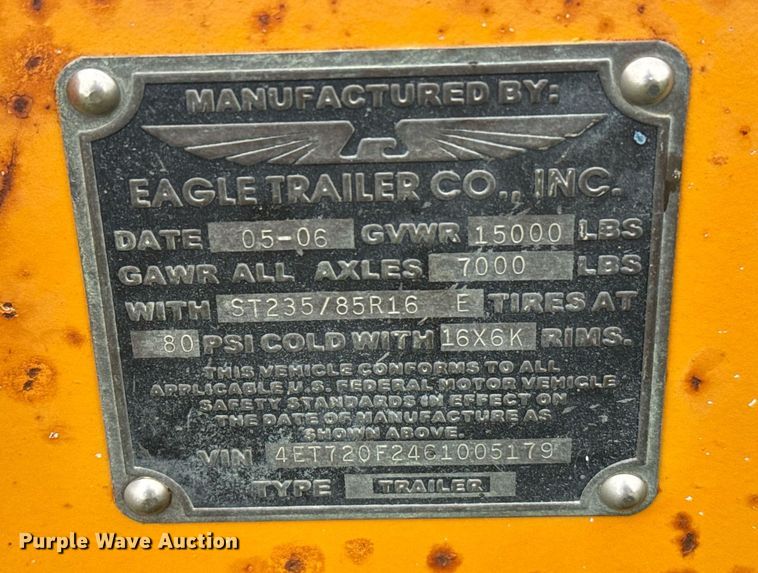 MANUFACTURED BY:
EAGLE TRAILER CO., INC.
DATE 05-06 GVWR 15000 LBS
GAWR ALL AXLES 7000 LBS
WITH ST235/85R16 E TIRES AT
80 PSI COLD WITH 16X6K RIMS.
THIS VEHICLE CONFORMS TO ALL
APPLICABLE U.S. FEDERAL MOTOR VEHICLE
SAFETY STANDARDS IN EFFECT ON
THE DATE OF MANUFACTURE AS
SHOWN ABOVE.
VIN 4ET720F2461005179
TYPE TRAILER
Purple Wave Auction